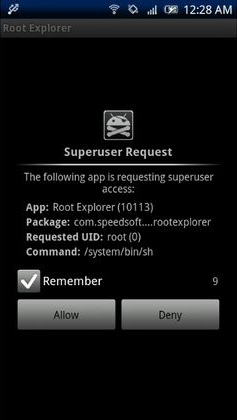 12:28 AM
Root Explorer
Superuser Request
The following app is requesting superuser
access:
App: Root Explorer (10113)
Package: com.speedsoft....rootexplorer
Requested UID: root (0)
Command: /system/bin/sh
Remember 9
Allow Deny